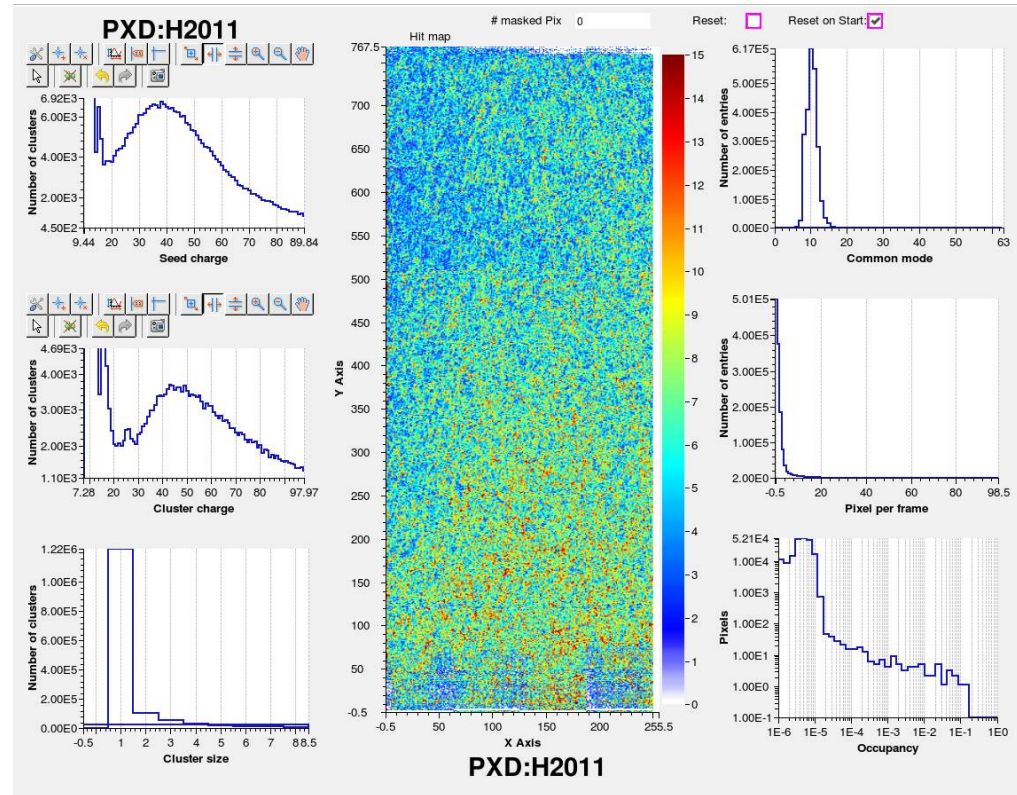 PXD:H2011
# masked Pix 0 Reset: Reset on Start:
6.92E3
6.00E3
4.00E3
2.00E3
4.50E2
Number of clusters
9.44 20 30 40 50 60 70 80 89.84
Seed charge
4.69E3
4.00E3
3.00E3
2.00E3
1.10E3
Number of clusters
7.28 20 30 40 50 60 70 80 97.97
Cluster charge
1.22E6
1.00E6
8.00E5
6.00E5
4.00E5
2.00E5
0.00E0
Number of clusters
-0.5 1 2 3 4 5 6 7 8 8.5
Cluster size
Hit map
767.5
700
650
600
550
500
450
400
350
300
250
200
150
100
50
-0.5
Y Axis
-0.5 50 100 150 200 255.5
X Axis
PXD:H2011
15
14
13
12
11
10
9
8
7
6
5
4
3
2
1
0
6.17E5
5.00E5
4.00E5
3.00E5
2.00E5
1.00E5
0.00E0
Number of entries
0 10 20 30 40 50 63
Common mode
5.01E5
4.00E5
3.00E5
2.00E5
1.00E5
2.00E0
Number of entries
-0.5 20 40 60 80 98.5
Pixel per frame
5.21E4
1.00E4
1.00E3
1.00E2
1.00E1
1.00E0
1.00E-1
Pixels
1E-6 1E-5 1E-4 1E-3 1E-2 1E-1 1E0
Occupancy